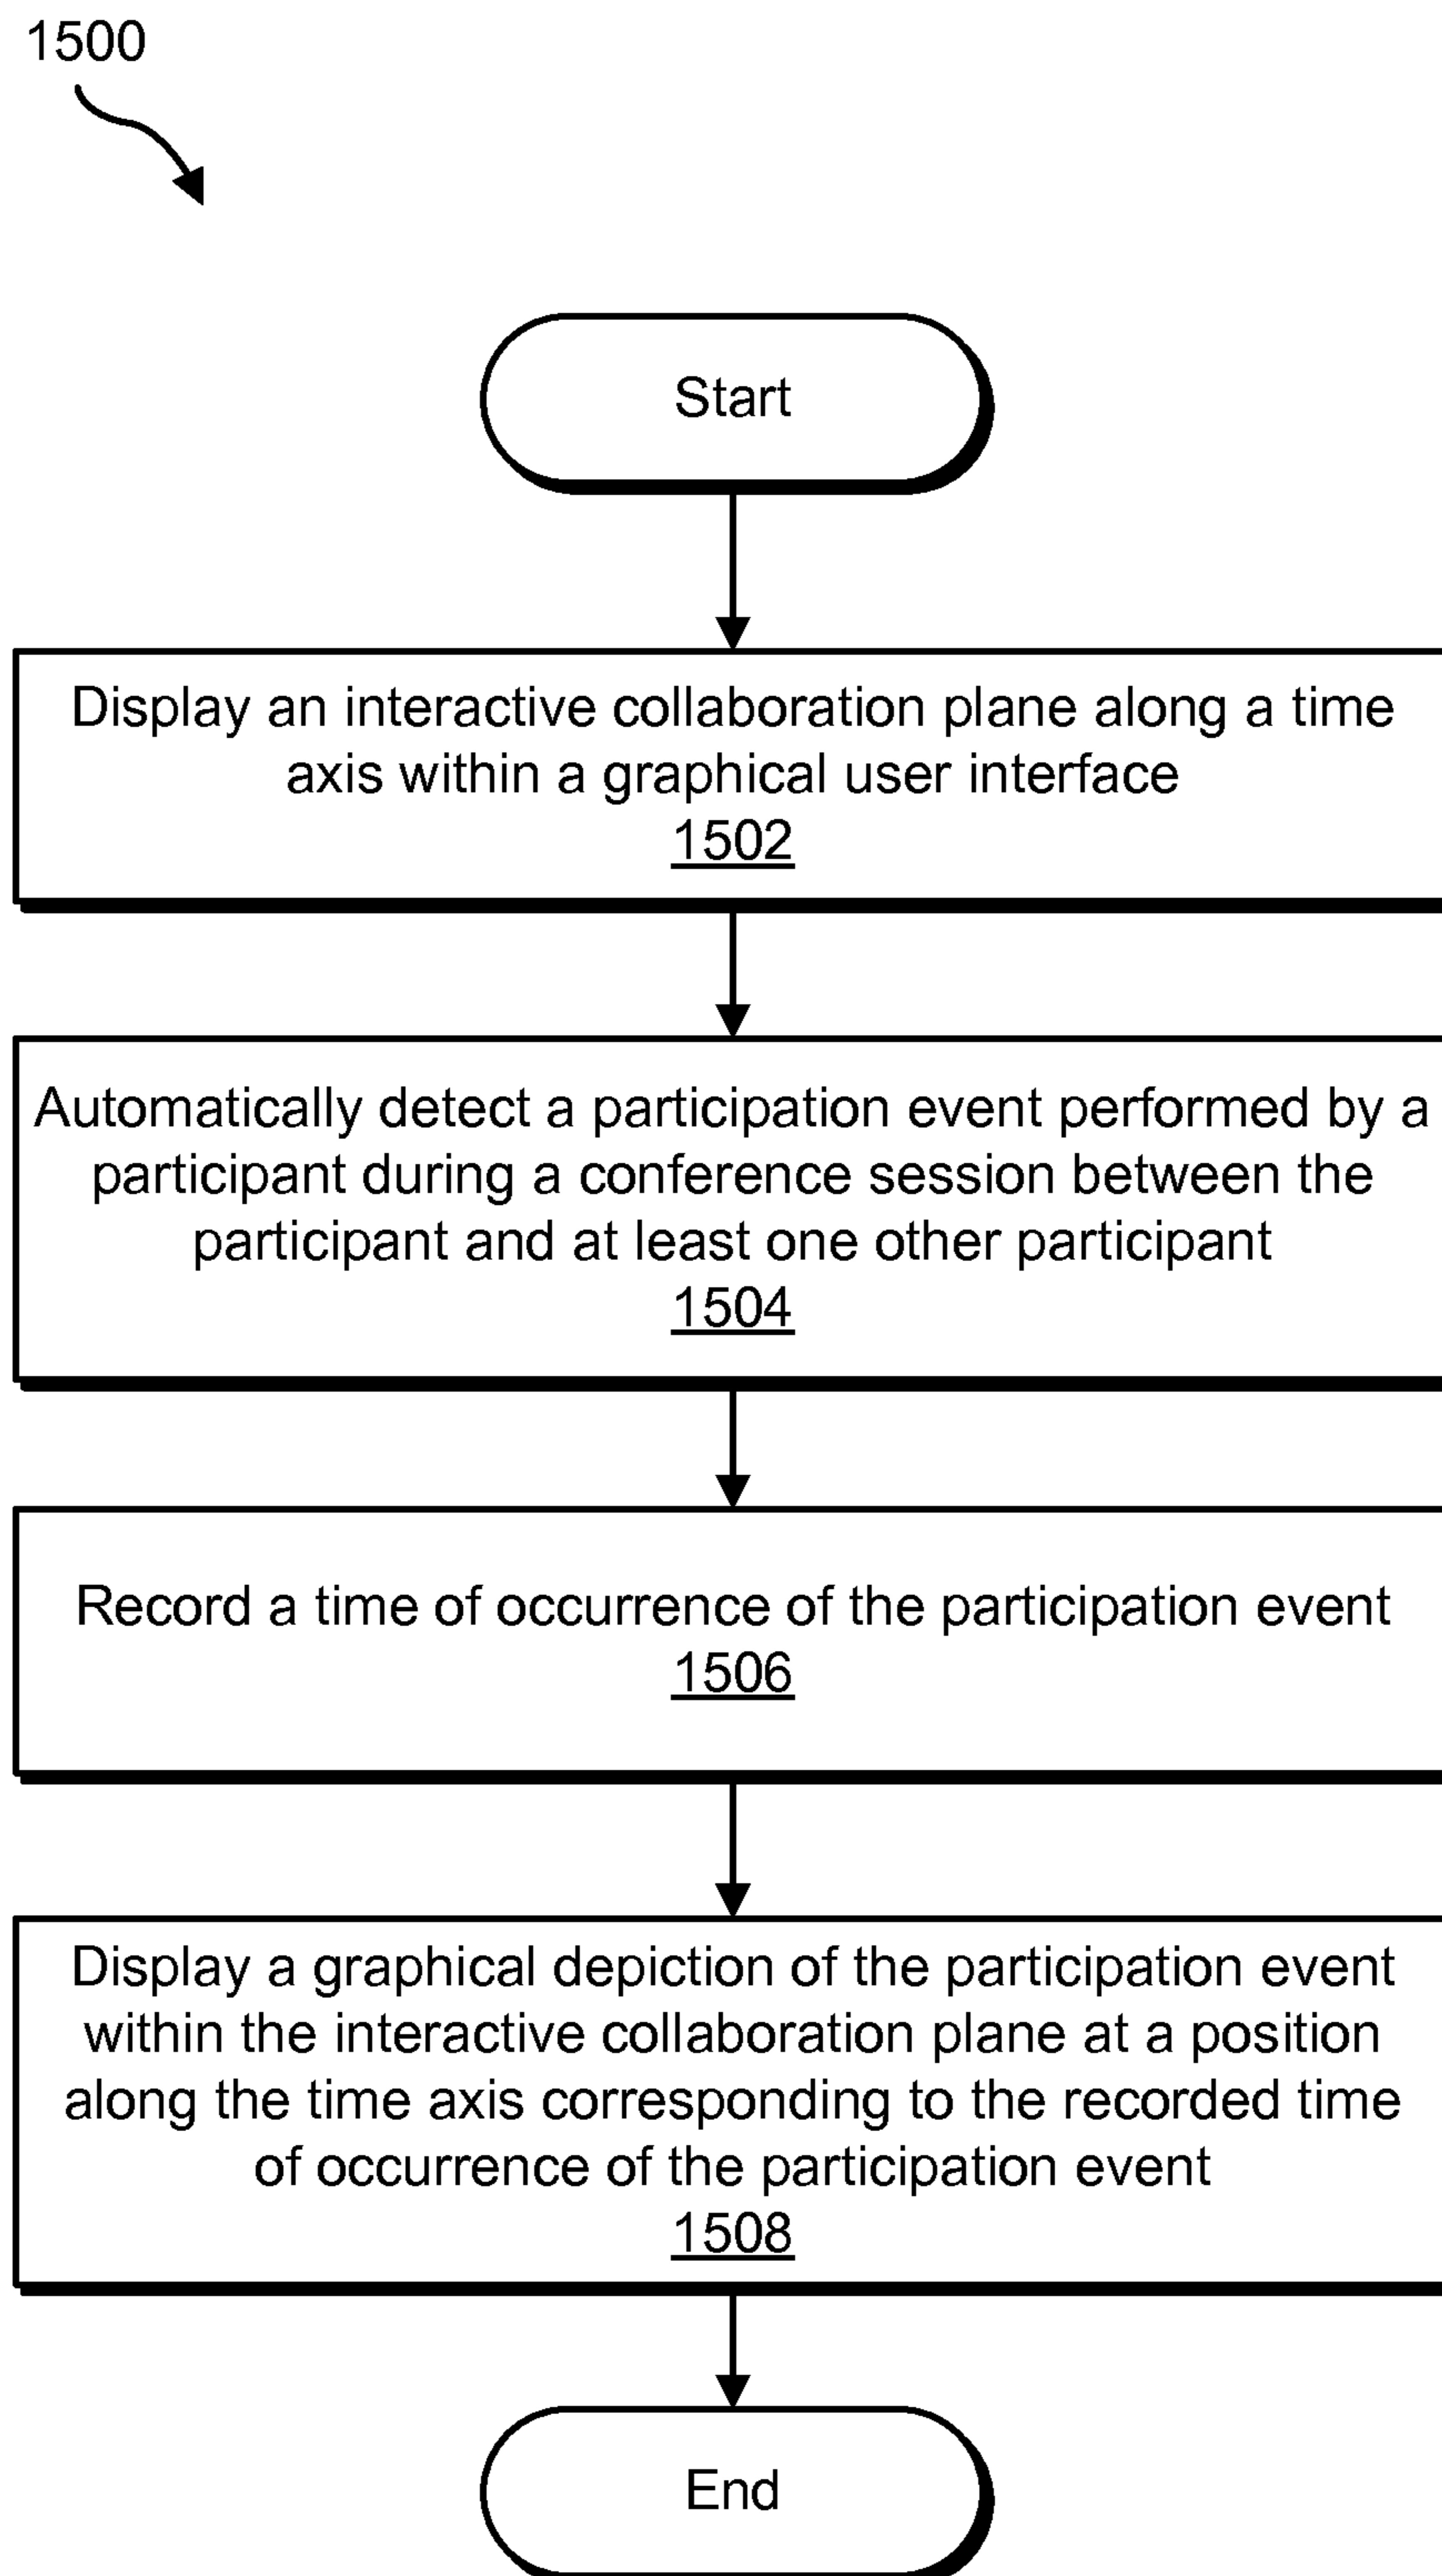 1500
Start
Display an interactive collaboration plane along a time
axis within a graphical user interface
1502
Automatically detect a participation event performed by a
participant during a conference session between the
participant and at least one other participant
1504
Record a time of occurrence of the participation event
1506
Display a graphical depiction of the participation event
within the interactive collaboration plane at a position
along the time axis corresponding to the recorded time
of occurrence of the participation event
1508
End